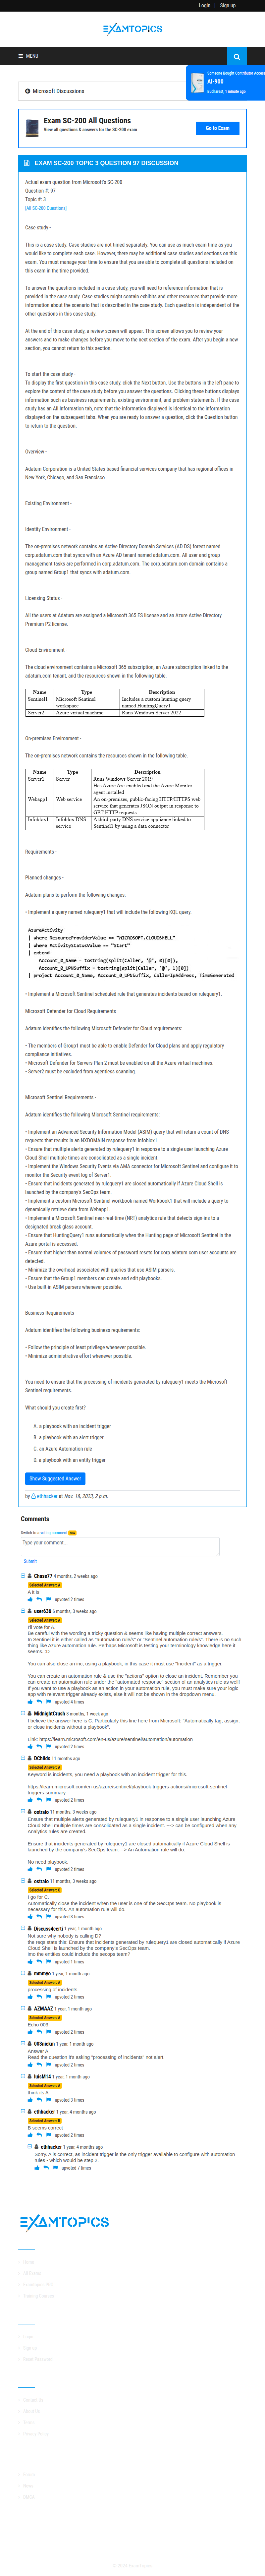 Login | Sign up
EXAMTOPICS
MENU
Someone Bought Contributor Access
AI-900
Bucharest, 1 minute ago
Microsoft Discussions
Exam SC-200 All Questions
View all questions & answers for the SC-200 exam
Go to Exam
EXAM SC-200 TOPIC 3 QUESTION 97 DISCUSSION
Actual exam question from Microsoft's SC-200
Question #: 97
Topic #: 3
[All SC-200 Questions]
Case study -
This is a case study. Case studies are not timed separately. You can use as much exam time as you
would like to complete each case. However, there may be additional case studies and sections on this
exam. You must manage your time to ensure that you are able to complete all questions included on
this exam in the time provided.
To answer the questions included in a case study, you will need to reference information that is
provided in the case study. Case studies might contain exhibits and other resources that provide more
information about the scenario that is described in the case study. Each question is independent of the
other questions in this case study.
At the end of this case study, a review screen will appear. This screen allows you to review your
answers and to make changes before you move to the next section of the exam. After you begin a new
section, you cannot return to this section.
To start the case study -
To display the first question in this case study, click the Next button. Use the buttons in the left pane to
explore the content of the case study before you answer the questions. Clicking these buttons displays
information such as business requirements, existing environment, and problem statements. If the case
study has an All Information tab, note that the information displayed is identical to the information
displayed on the subsequent tabs. When you are ready to answer a question, click the Question button
to return to the question.
Overview -
Adatum Corporation is a United States-based financial services company that has regional offices in
New York, Chicago, and San Francisco.
Existing Environment -
Identity Environment -
The on-premises network contains an Active Directory Domain Services (AD DS) forest named
corp.adatum.com that syncs with an Azure AD tenant named adatum.com. All user and group
management tasks are performed in corp.adatum.com. The corp.adatum.com domain contains a
group named Group1 that syncs with adatum.com.
Licensing Status -
All the users at Adatum are assigned a Microsoft 365 ES license and an Azure Active Directory
Premium P2 license.
Cloud Environment -
The cloud environment contains a Microsoft 365 subscription, an Azure subscription linked to the
adatum.com tenant, and the resources shown in the following table.
Name Type Description
Sentinel1 Microsoft Sentinel workspace Includes a custom hunting query named HuntingQuery1
Server2 Azure virtual machine Runs Windows Server 2022
On-premises Environment -
The on-premises network contains the resources shown in the following table.
Name Type Description
Server1 Server Runs Windows Server 2019 Has Azure Arc-enabled and the Azure Monitor agent installed
Webapp1 Web service An on-premises, public-facing HTTP/HTTPS web service that generates JSON output in response to GET HTTP requests
Infoblox1 Infoblox DNS service A third-party DNS service appliance linked to Sentinel1 by using a data connector
Requirements -
Planned changes -
Adatum plans to perform the following changes:
• Implement a query named rulequery1 that will include the following KQL query.
AzureActivity
| where ResourceProviderValue == "MICROSOFT.CLOUDSHELL"
| where ActivityStatusValue == "Start"
| extend
Account_0_Name = tostring(split(Caller, '@', 0)[0]),
Account_0_UPNSuffix = tostring(split(Caller, '@', 1)[0])
| project Account_0_Name, Account_0_UPNSuffix, CallerIpAddress, TimeGenerated
• Implement a Microsoft Sentinel scheduled rule that generates incidents based on rulequery1.
Microsoft Defender for Cloud Requirements
Adatum identifies the following Microsoft Defender for Cloud requirements:
• The members of Group1 must be able to enable Defender for Cloud plans and apply regulatory
compliance initiatives.
• Microsoft Defender for Servers Plan 2 must be enabled on all the Azure virtual machines.
• Server2 must be excluded from agentless scanning.
Microsoft Sentinel Requirements -
Adatum identifies the following Microsoft Sentinel requirements:
• Implement an Advanced Security Information Model (ASIM) query that will return a count of DNS
requests that results in an NXDOMAIN response from Infoblox1.
• Ensure that multiple alerts generated by rulequery1 in response to a single user launching Azure
Cloud Shell multiple times are consolidated as a single incident.
• Implement the Windows Security Events via AMA connector for Microsoft Sentinel and configure it to
monitor the Security event log of Server1.
• Ensure that incidents generated by rulequery1 are closed automatically if Azure Cloud Shell is
launched by the company's SecOps team.
• Implement a custom Microsoft Sentinel workbook named Workbook1 that will include a query to
dynamically retrieve data from Webapp1.
• Implement a Microsoft Sentinel near-real-time (NRT) analytics rule that detects sign-ins to a
designated break glass account.
• Ensure that HuntingQuery1 runs automatically when the Hunting page of Microsoft Sentinel in the
Azure portal is accessed.
• Ensure that higher than normal volumes of password resets for corp.adatum.com user accounts are
detected.
• Minimize the overhead associated with queries that use ASIM parsers.
• Ensure that the Group1 members can create and edit playbooks.
• Use built-in ASIM parsers whenever possible.
Business Requirements -
Adatum identifies the following business requirements:
• Follow the principle of least privilege whenever possible.
• Minimize administrative effort whenever possible.
You need to ensure that the processing of incidents generated by rulequery1 meets the Microsoft
Sentinel requirements.
What should you create first?
A. a playbook with an incident trigger
B. a playbook with an alert trigger
C. an Azure Automation rule
D. a playbook with an entity trigger
Show Suggested Answer
by ethhacker at Nov. 18, 2023, 2 p.m.
Comments
Switch to a voting comment New
Type your comment...
Submit
Chase77 4 months, 2 weeks ago
Selected Answer: A
A it is
upvoted 2 times
user636 6 months, 3 weeks ago
Selected Answer: A
I'll vote for A.
Be careful with the wording a tricky question & seems is designed to confuse people.
In Sentinel it is either called as "automation rules" or "Sentinel automation rules". There is no such
thing like Azure automation rule. Perhaps Microsoft is testing your knowledge more extensively here
☺.
You can also close an inc, using a playbook, in this case it must use "Incident" as a trigger.
You can create an automation rule & use the "actions" option to close an incident. Remember you can
create an automation rule under the "automated response" section of an analytic rule as well as from
the automation menu of Sentinel. If you want to use a playbook as an action you need to create logic
app with relevant trigger already exists, else it will not be shown in the dropdown menu.
upvoted 4 times
MidnightCrush 8 months, 1 week ago
I believe the answer here is C. Particularly this line here from Microsoft: "Automatically tag, assign,
or close incidents without a playbook".
Link: https://learn.microsoft.com/en-us/azure/sentinel/automation/automation
upvoted 2 times
DChilds 11 months ago
Selected Answer: A
Keyword is incidents, you need a playbook with an incident trigger for this.
https://learn.microsoft.com/en-us/azure/sentinel/playbook-triggers-actions#microsoft-sentinel-
triggers-summary
upvoted 2 times
ostralo 11 months, 3 weeks ago
Ensure that multiple alerts generated by rulequery1 in response to a single user launching Azure
Cloud Shell multiple times are consolidated as a single incident. ---> can be configured when any
Analytics rules are created.
Ensure that incidents generated by rulequery1 are closed automatically if Azure Cloud Shell is
launched by the company's SecOps team ---> An Automation rule will do.
No need playbook.
upvoted 2 times
ostralo 11 months, 3 weeks ago
Selected Answer: C
I go for C.
Automatically close the incident when the user is one of the SecOps team. No playbook is
necessary for this. An automation rule will do.
upvoted 3 times
Discuss4certi 1 year, 1 month ago
Not sure why nobody is calling D?
the reqs state this: Ensure that incidents generated by rulequery1 are closed automatically if Azure
Cloud Shell is launched by the company's SecOps team.
imo the entities could include the secops team?
upvoted 1 times
mmmyo 1 year, 1 month ago
Selected Answer: A
processing of incidents
upvoted 2 times
AZMAAZ 1 year, 1 month ago
Selected Answer: A
Echo 003
upvoted 2 times
003nickm 1 year, 1 month ago
Answer A
Read the question it's asking "processing of incidents" not alert.
upvoted 2 times
luisM14 1 year, 1 month ago
Selected Answer: A
think its A
upvoted 3 times
ethhacker 1 year, 4 months ago
Selected Answer: B
B seems correct
upvoted 2 times
ethhacker 1 year, 4 months ago
Sorry. A is correct, as incident trigger is the only trigger available to configure with automation
rules - which would be step 2.
upvoted 7 times
EXAMTOPICS